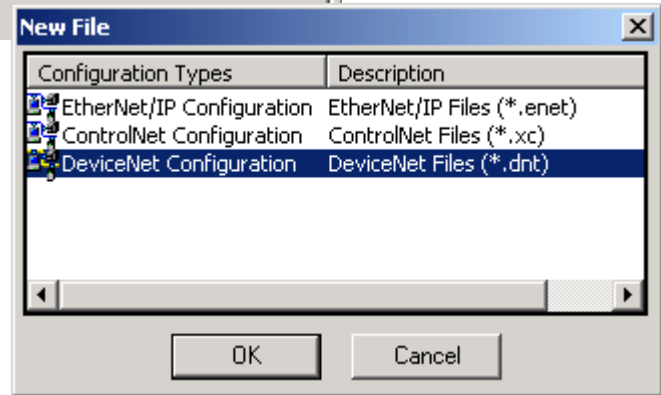 New File
Configuration Types Description
EtherNet/IP Configuration EtherNet/IP Files (*.enet)
ControlNet Configuration ControlNet Files (*.xc)
DeviceNet Configuration DeviceNet Files (*.dnt)
OK Cancel